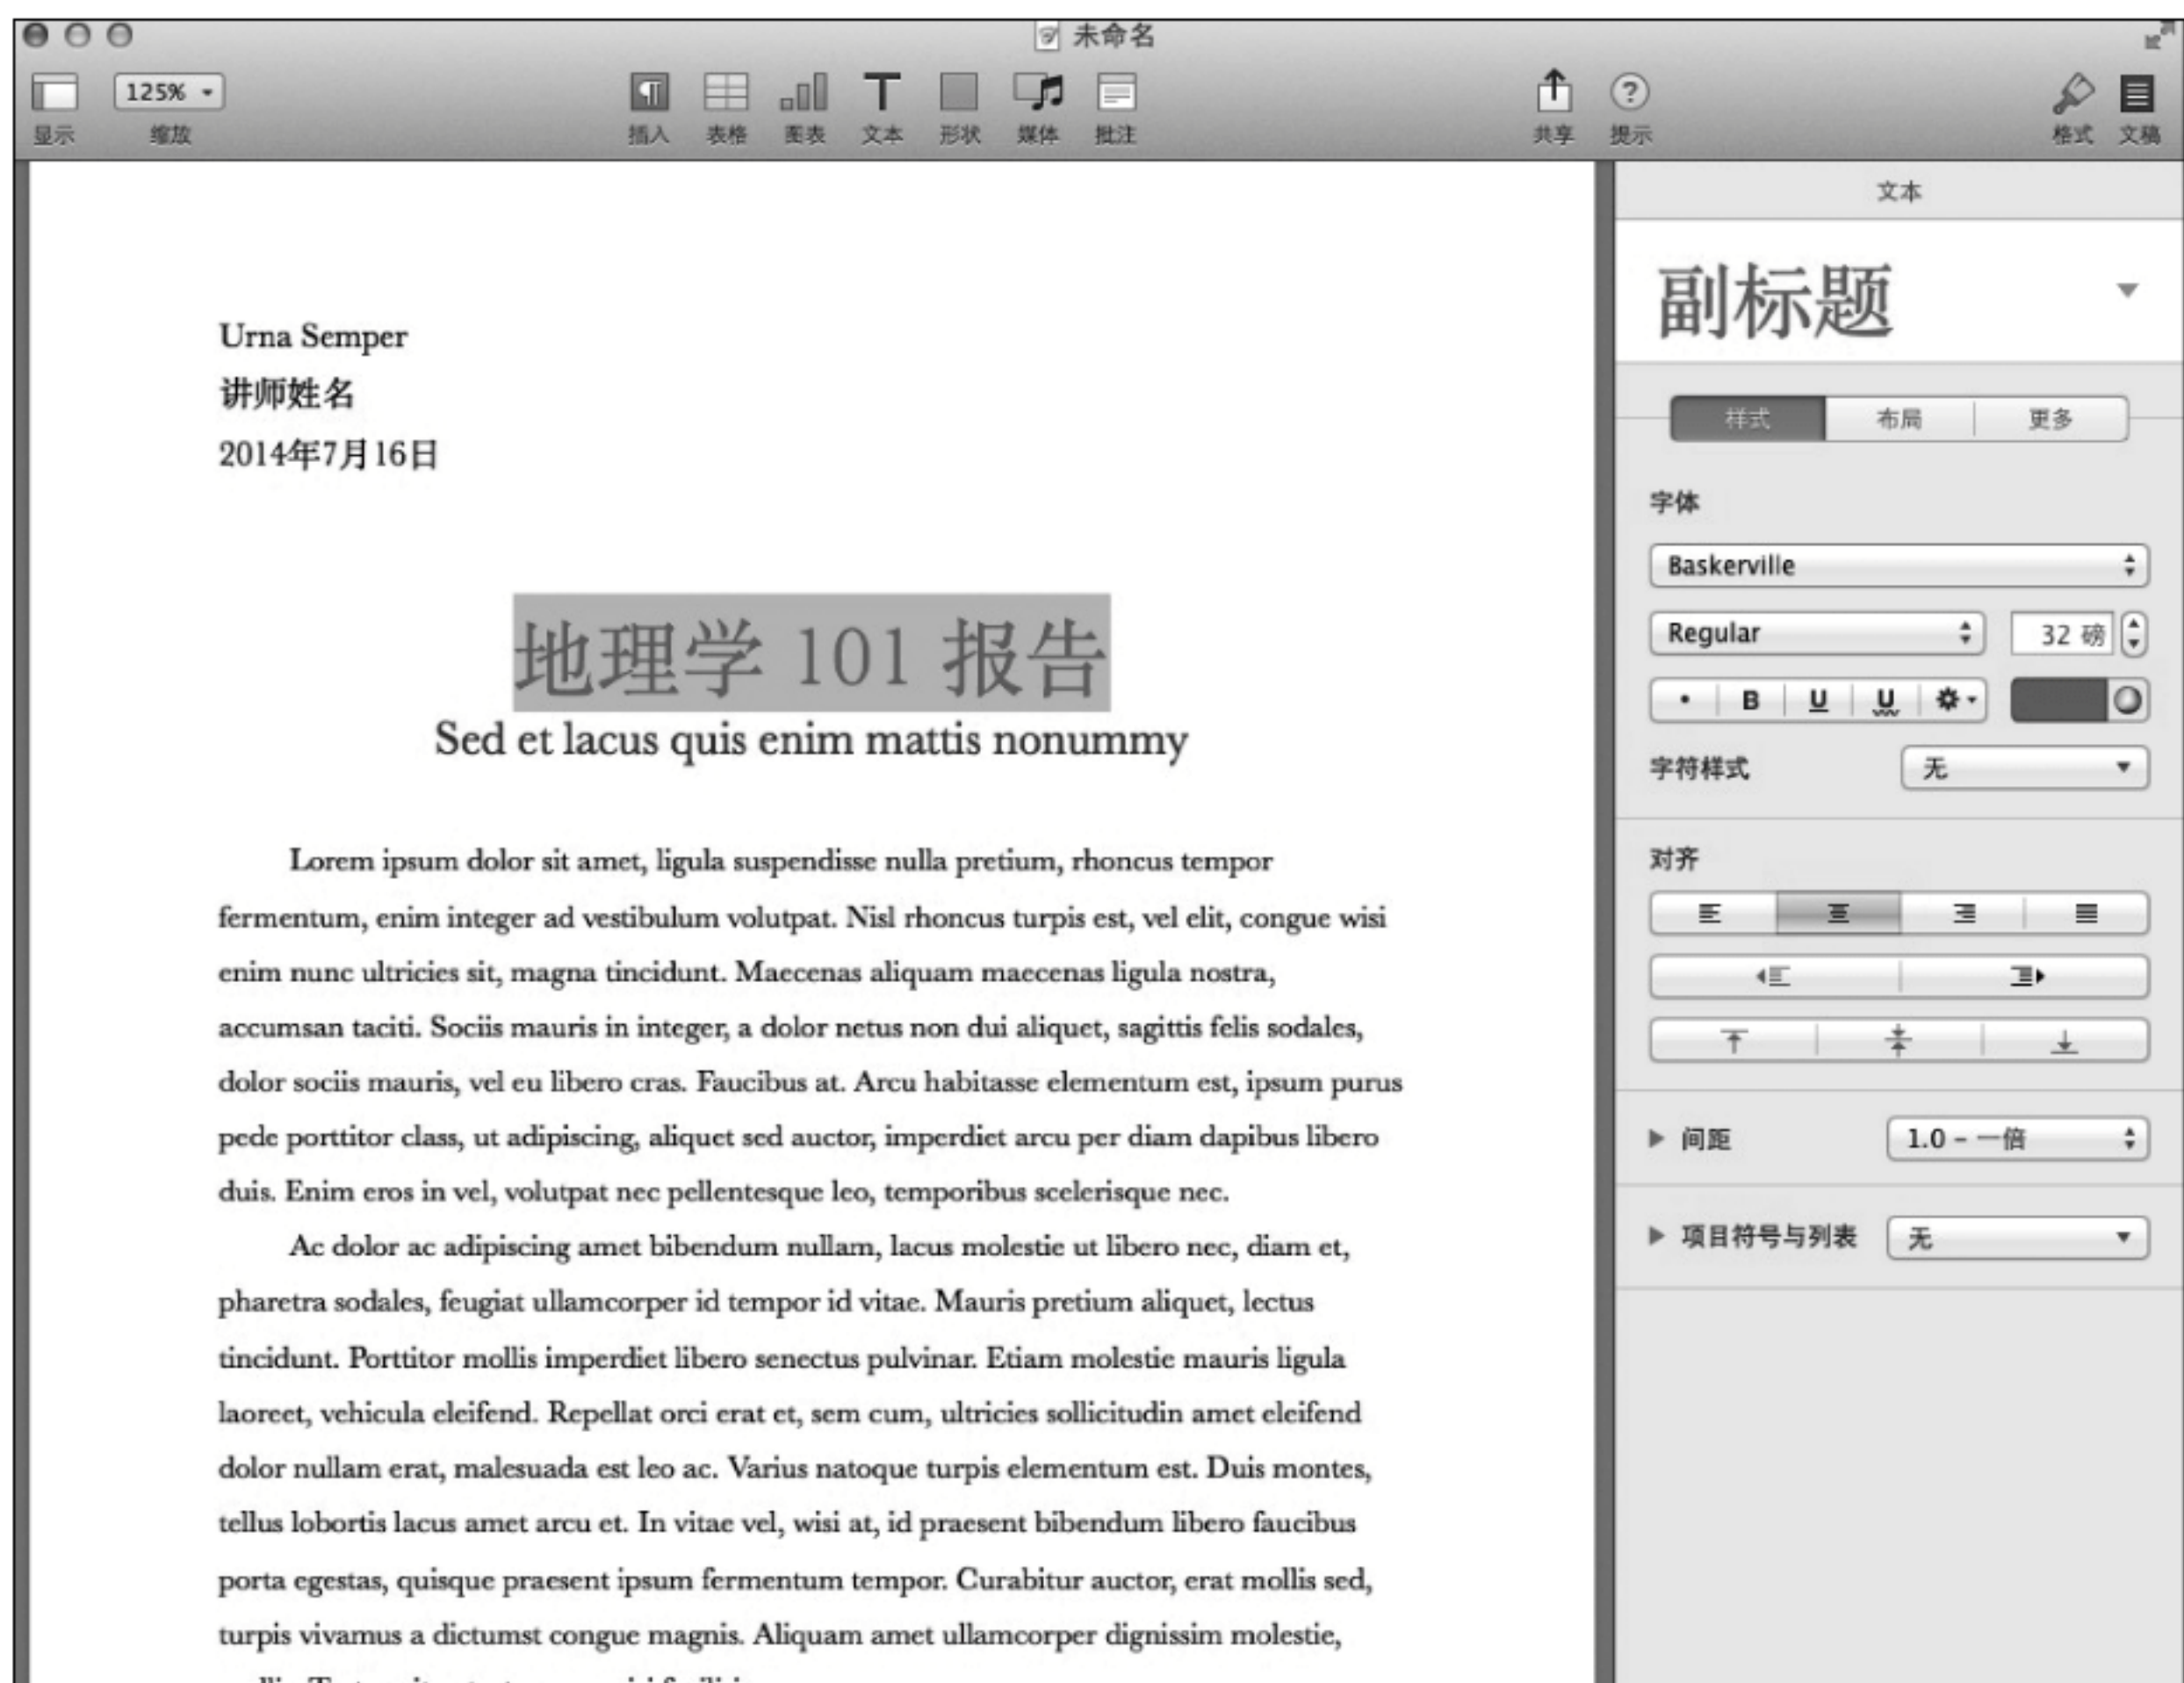 未命名
125%
显示 缩放 插入 表格 图表 文本 形状 媒体 批注 共享 提示 格式 文稿
Urna Semper
讲师姓名
2014年7月16日
地理学 101 报告
Sed et lacus quis enim mattis nonummy
Lorem ipsum dolor sit amet, ligula suspendisse nulla pretium, rhoncus tempor
fermentum, enim integer ad vestibulum volutpat. Nisl rhoncus turpis est, vel elit, congue wisi
enim nunc ultricies sit, magna tincidunt. Maecenas aliquam maecenas ligula nostra,
accumsan taciti. Sociis mauris in integer, a dolor netus non dui aliquet, sagittis felis sodales,
dolor sociis mauris, vel eu libero cras. Faucibus at. Arcu habitasse elementum est, ipsum purus
pede porttitor class, ut adipiscing, aliquet sed auctor, imperdiet arcu per diam dapibus libero
duis. Enim eros in vel, volutpat nec pellentesque leo, temporibus scelerisque nec.
Ac dolor ac adipiscing amet bibendum nullam, lacus molestie ut libero nec, diam et,
pharetra sodales, feugiat ullamcorper id tempor id vitae. Mauris pretium aliquet, lectus
tincidunt. Porttitor mollis imperdiet libero senectus pulvinar. Etiam molestie mauris ligula
laoreet, vehicula eleifend. Repellat orci erat et, sem cum, ultricies sollicitudin amet eleifend
dolor nullam erat, malesuada est leo ac. Varius natoque turpis elementum est. Duis montes,
tellus lobortis lacus amet arcu et. In vitae vel, wisi at, id praesent bibendum libero faucibus
porta egestas, quisque praesent ipsum fermentum tempor. Curabitur auctor, erat mollis sed,
turpis vivamus a dictumst congue magnis. Aliquam amet ullamcorper dignissim molestie,
文本
副标题
样式 布局 更多
字体
Baskerville
Regular 32 磅
B U U
字符样式 无
对齐
间距 1.0 – 一倍
项目符号与列表 无